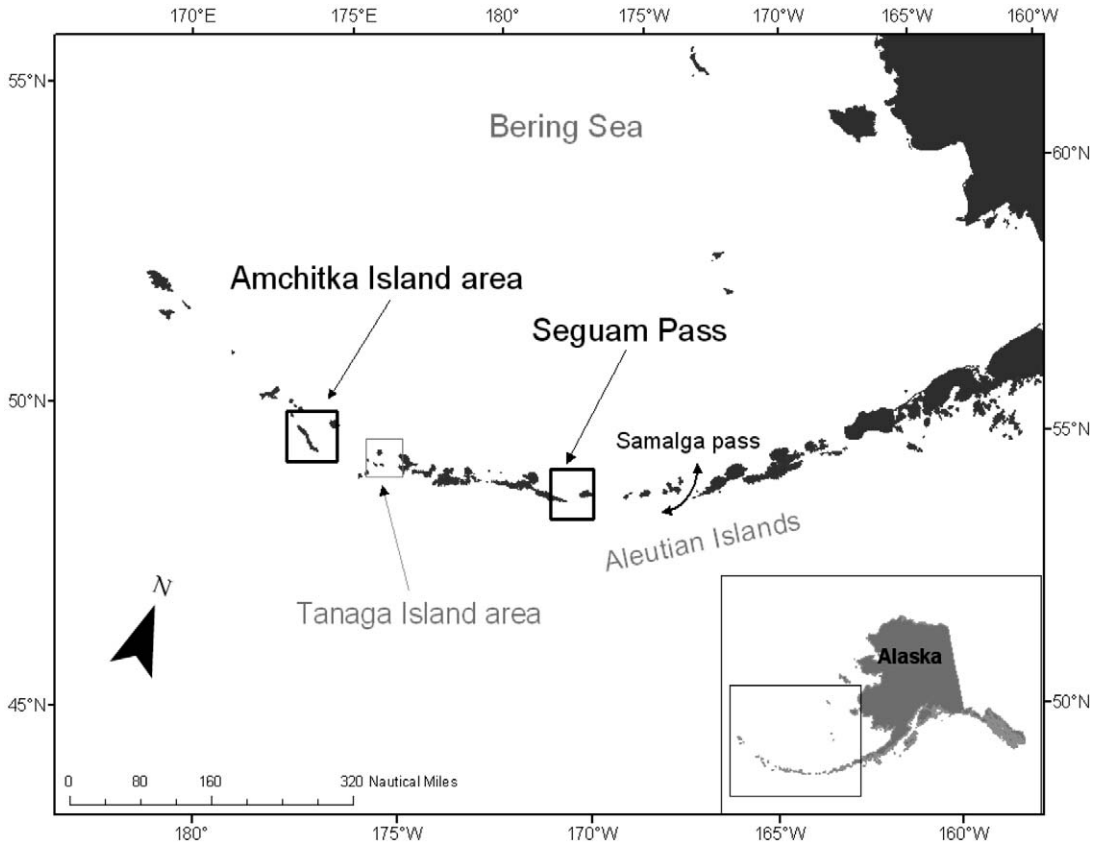 170°E 175°E 180° 175°W 170°W 165°W 160°W
55°N
Bering Sea
60°N
Amchitka Island area
Seguam Pass
50°N
55°N
Samalga pass
Aleutian Islands
N
Tanaga Island area
Alaska
45°N
50°N
0 80 160 320 Nautical Miles
180° 175°W 170°W 165°W 160°W